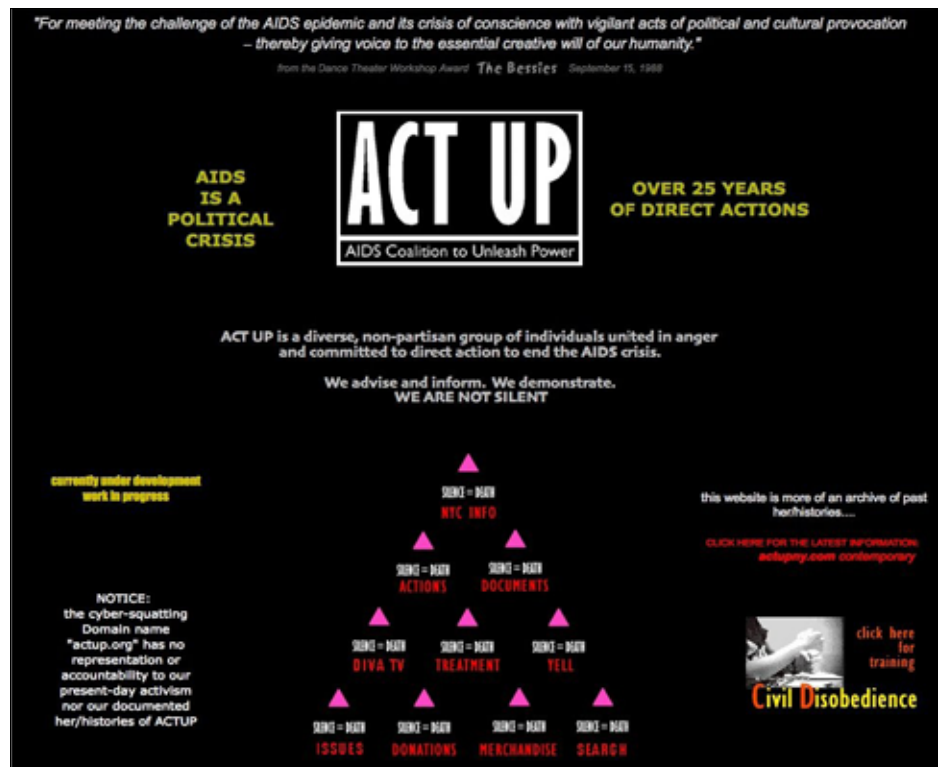 "For meeting the challenge of the AIDS epidemic and its crisis of conscience with vigilant acts of political and cultural provocation
– thereby giving voice to the essential creative will of our humanity."
from the Dance Theater Workshop Award The Bessies September 15, 1988
ACT UP
AIDS Coalition to Unleash Power
AIDS
IS A
POLITICAL
CRISIS
OVER 25 YEARS
OF DIRECT ACTIONS
ACT UP is a diverse, non-partisan group of individuals united in anger
and committed to direct action to end the AIDS crisis.
We advise and inform. We demonstrate.
WE ARE NOT SILENT
currently under development
work in progress
NOTICE:
the cyber-squatting
Domain name
"actup.org" has no
representation or
accountability to our
present-day activism
nor our documented
her/histories of ACTUP
SILENCE = DEATH
NYC INFO
SILENCE = DEATH
ACTIONS
SILENCE = DEATH
DOCUMENTS
SILENCE = DEATH
DIVA TV
SILENCE = DEATH
TREATMENT
SILENCE = DEATH
YELL
SILENCE = DEATH
ISSUES
SILENCE = DEATH
DONATIONS
SILENCE = DEATH
MERCHANDISE
SILENCE = DEATH
SEARCH
this website is more of an archive of past
her/histories....
CLICK HERE FOR THE LATEST INFORMATION:
actupny.com contemporary
click here
for
training
Civil Disobedience